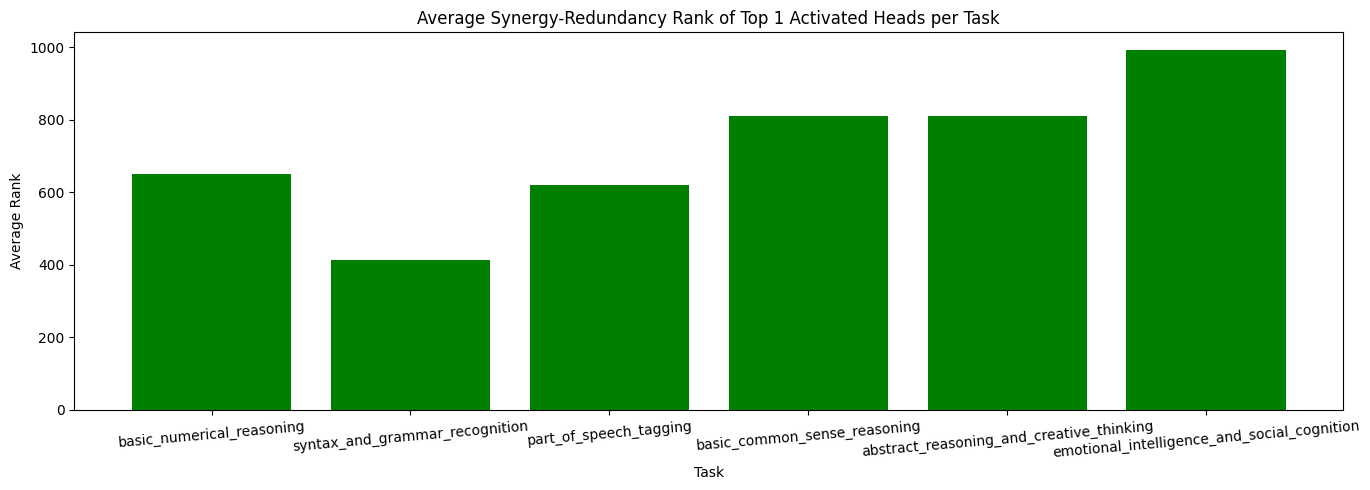 Average Synergy-Redundancy Rank of Top 1 Activated Heads per Task
Average Rank
1000
800
600
400
200
0
basic_numerical_reasoning
syntax_and_grammar_recognition
part_of_speech_tagging
basic_common_sense_reasoning
abstract_reasoning_and_creative_thinking
emotional_intelligence_and_social_cognition
Task